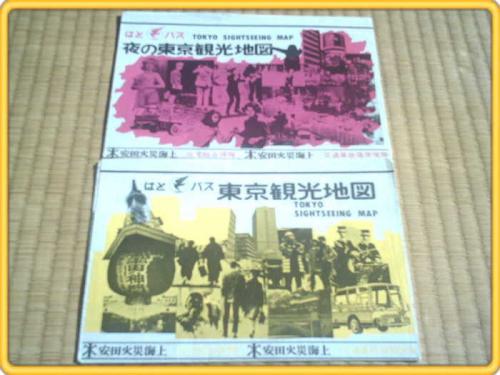 はと バス TOKYO SIGHTSEEING MAP
夜の東京観光地図
安田火災海上 安田火災海上
はと バス 東京観光地図
TOKYO
SIGHTSEEING MAP
安田火災海上 安田火災海上